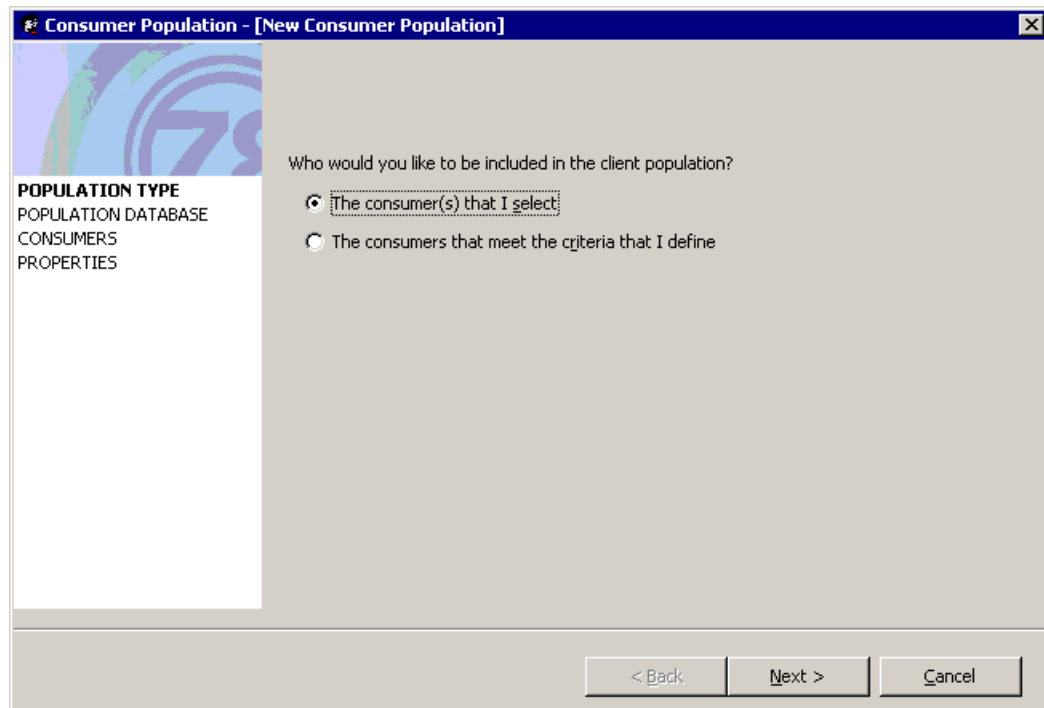 Consumer Population - [New Consumer Population]
Who would you like to be included in the client population?
POPULATION TYPE
POPULATION DATABASE
CONSUMERS
PROPERTIES
The consumer(s) that I select
The consumers that meet the criteria that I define
< Back
Next >
Cancel